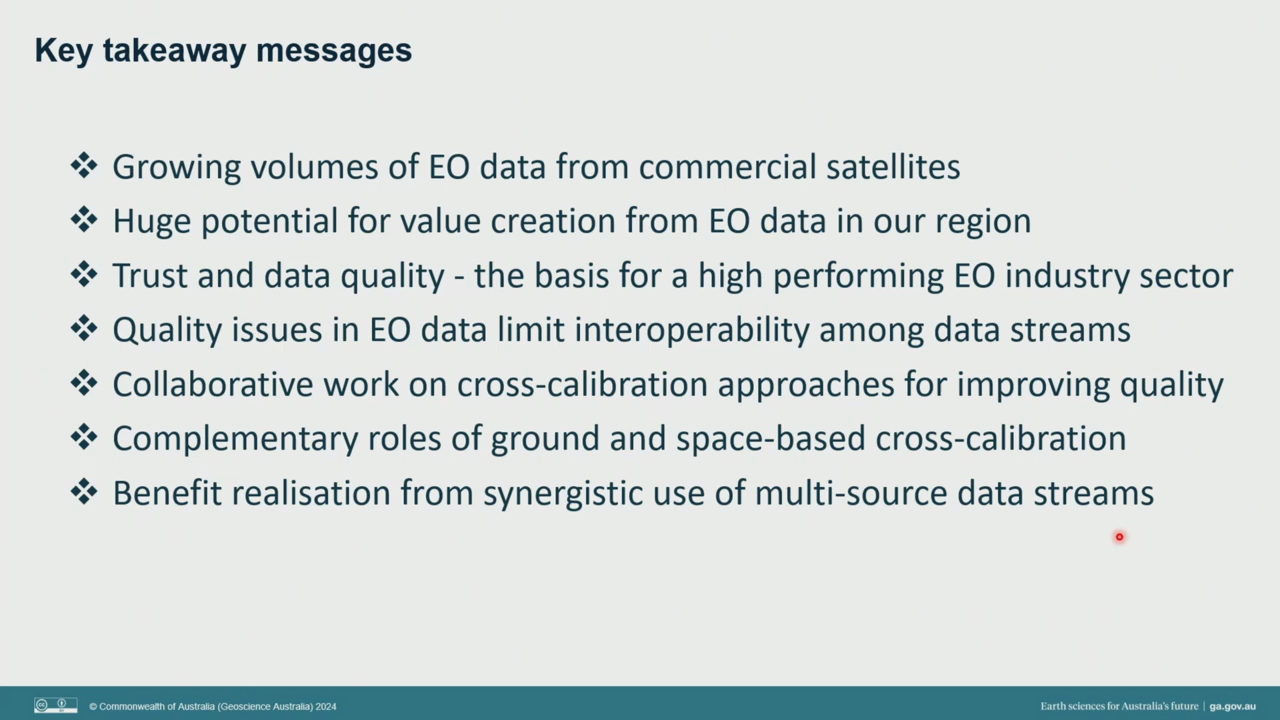 Key takeaway messages
❖ Growing volumes of EO data from commercial satellites
❖ Huge potential for value creation from EO data in our region
❖ Trust and data quality - the basis for a high performing EO industry sector
❖ Quality issues in EO data limit interoperability among data streams
❖ Collaborative work on cross-calibration approaches for improving quality
❖ Complementary roles of ground and space-based cross-calibration
❖ Benefit realisation from synergistic use of multi-source data streams
© Commonwealth of Australia (Geoscience Australia) 2024
Earth sciences for Australia's future | ga.gov.au